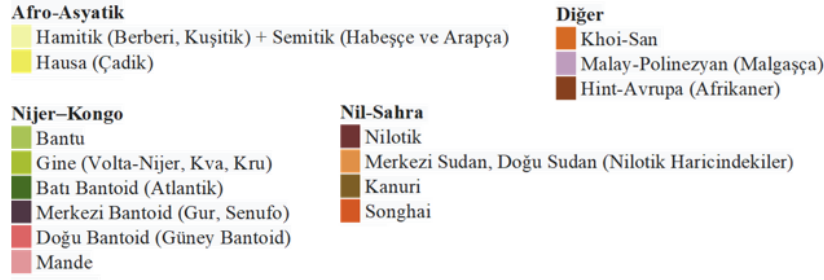 Afro-Asyatik
Hamitik (Berberi, Kuşitik) + Semitik (Habeşçe ve Arapça)
Hausa (Çadik)
Diğer
Khoi-San
Malay-Polinezyan (Malgaşça)
Hint-Avrupa (Afrikaner)
Nijer–Kongo
Bantu
Gine (Volta-Nijer, Kva, Kru)
Batı Bantoid (Atlantik)
Merkezi Bantoid (Gur, Senufo)
Doğu Bantoid (Güney Bantoid)
Mande
Nil-Sahra
Nilotik
Merkezi Sudan, Doğu Sudan (Nilotik Haricindekiler)
Kanuri
Songhai